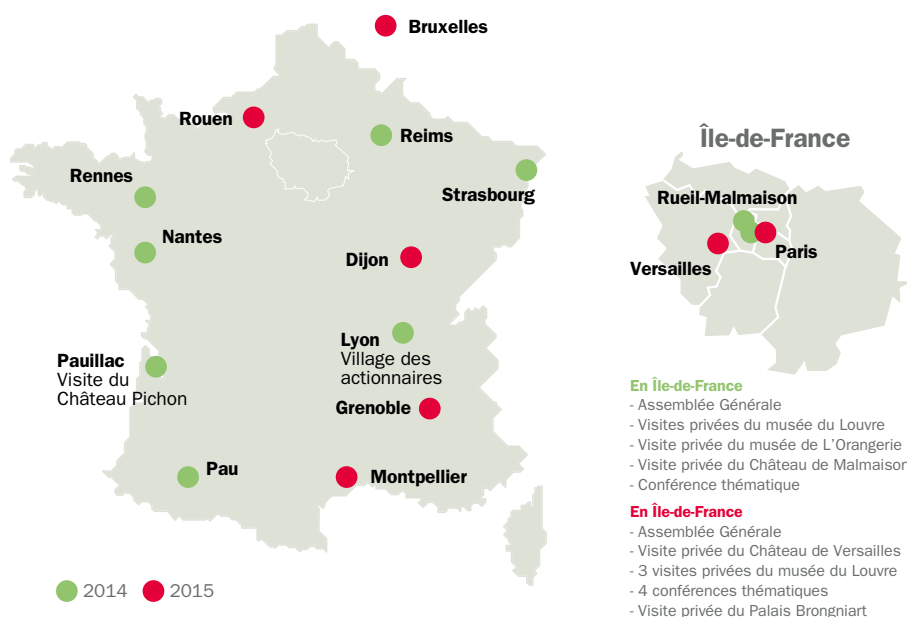 Bruxelles
Rouen
Reims
Rennes
Strasbourg
Nantes
Dijon
Lyon
Village des
actionnaires
Pauillac
Visite du
Château Pichon
Grenoble
Pau
Montpellier
2014
2015
Île-de-France
Rueil-Malmaison
Paris
Versailles
En Île-de-France
- Assemblée Générale
- Visites privées du musée du Louvre
- Visite privée du musée de L'Orangerie
- Visite privée du Château de Malmaison
- Conférence thématique
En Île-de-France
- Assemblée Générale
- Visite privée du Château de Versailles
- 3 visites privées du musée du Louvre
- 4 conférences thématiques
- Visite privée du Palais Brongniart